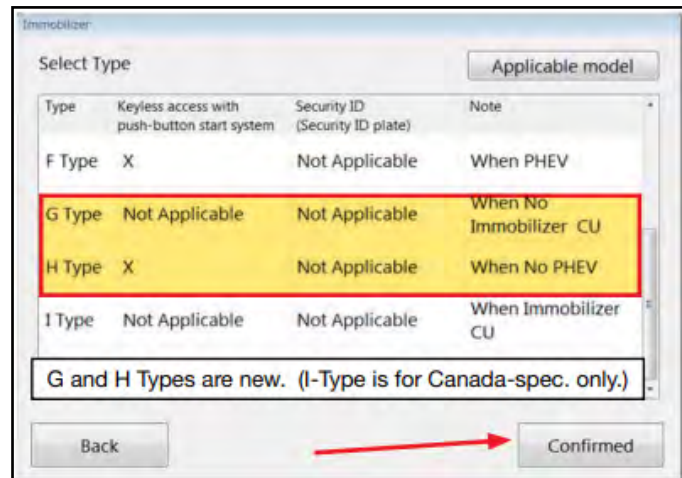 Immobilizer
Select Type
Applicable model
Type Keyless access with push-button start system Security ID (Security ID plate) Note
F Type X Not Applicable When PHEV
G Type Not Applicable Not Applicable When No Immobilizer CU
H Type X Not Applicable When No PHEV
I Type Not Applicable Not Applicable When Immobilizer CU
G and H Types are new. (I-Type is for Canada-spec. only.)
Back
Confirmed